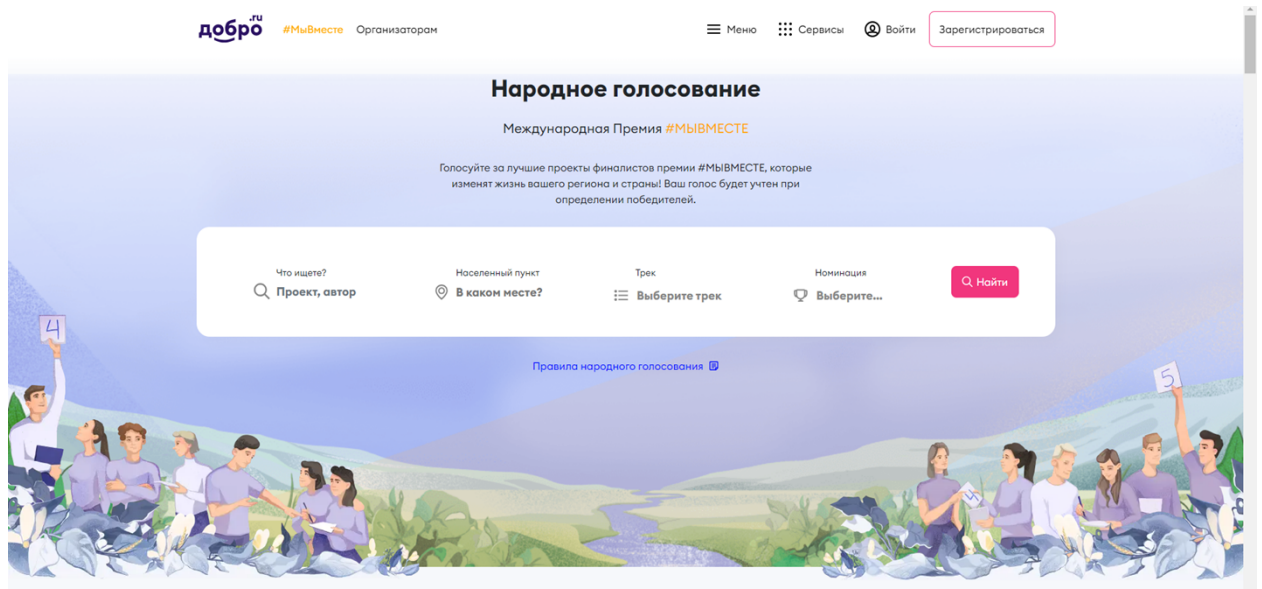 добро.ru #МыВместе Организаторам Меню Сервисы Войти Зарегистрироваться
Народное голосование
Международная Премия #МЫВМЕСТЕ
Голосуйте за лучшие проекты финалистов премии #МЫВМЕСТЕ, которые
изменят жизнь вашего региона и страны! Ваш голос будет учтен при
определении победителей.
Что ищете? Населенный пункт Трек Номинация
Проект, автор В каком месте? Выберите трек Выберите... Найти
Правила народного голосования
4
5
4